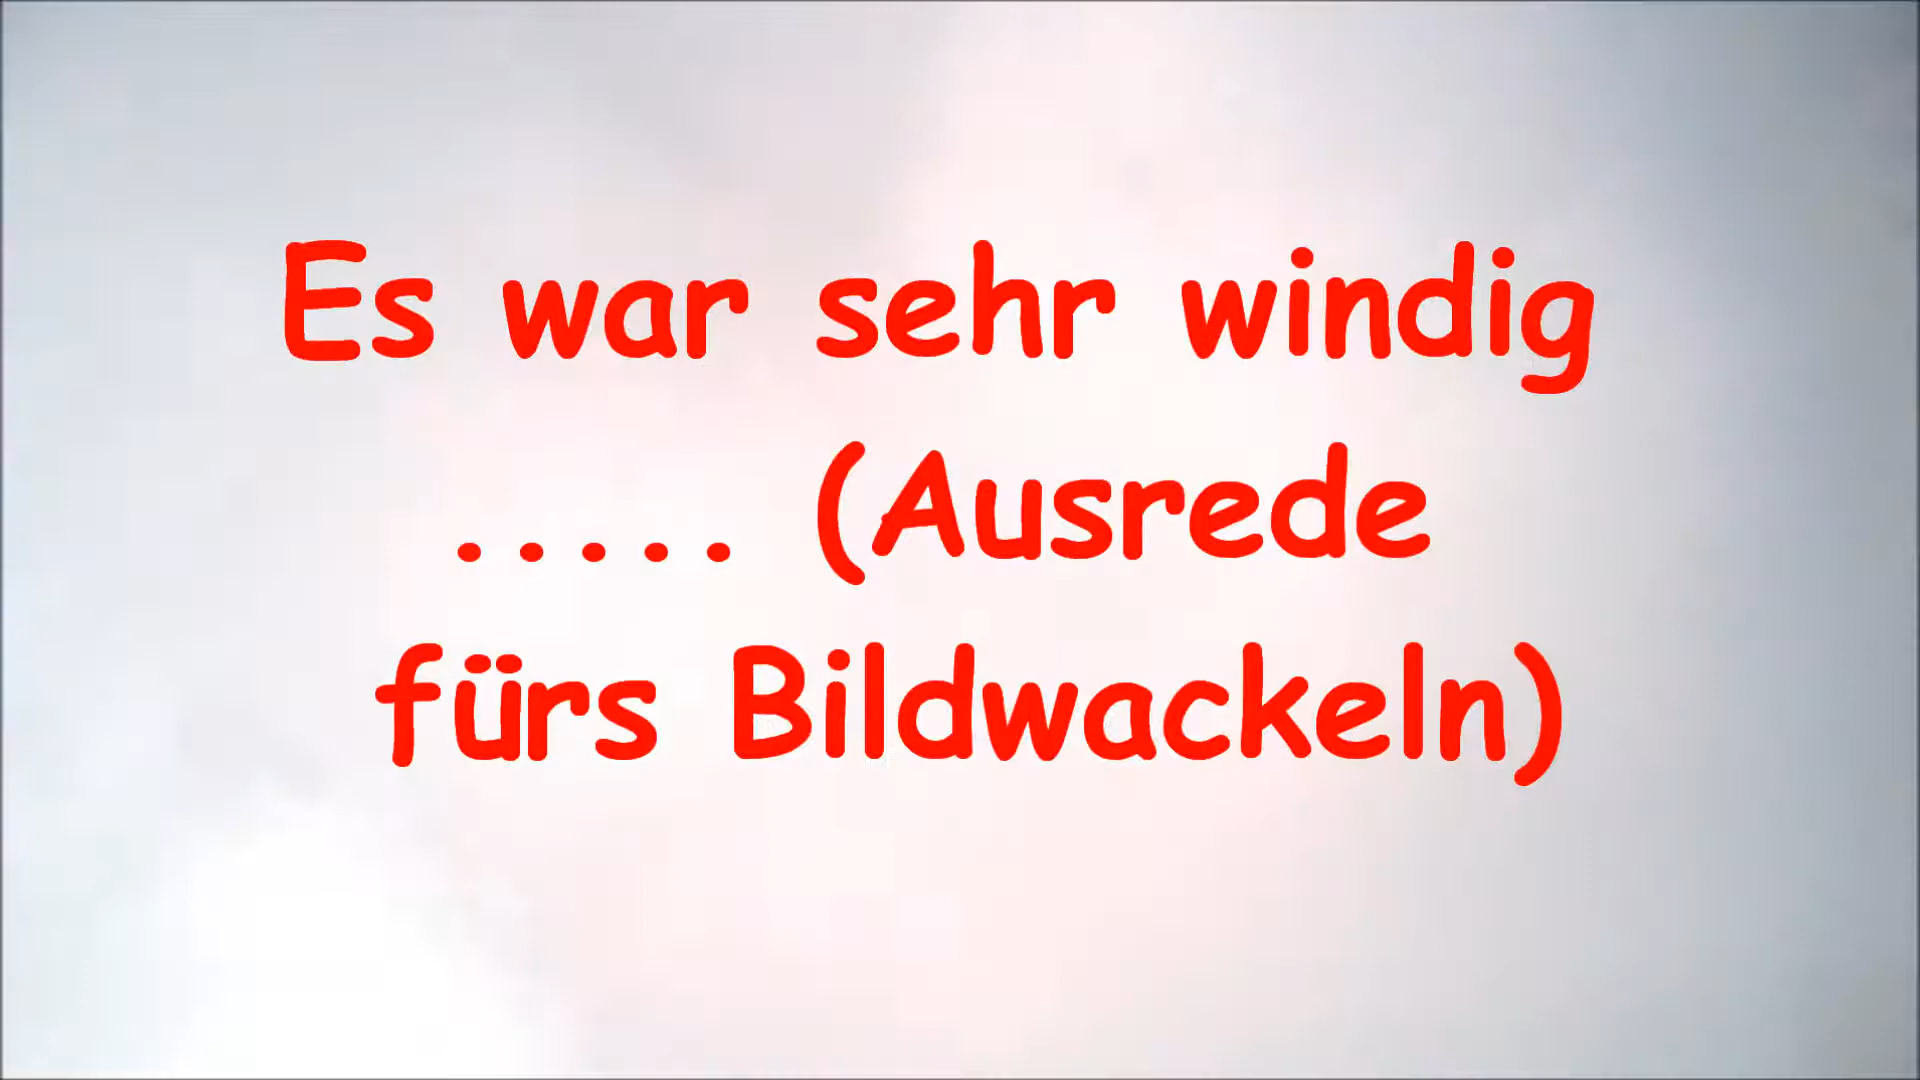 Es war sehr windig
..... (Ausrede
fürs Bildwackeln)